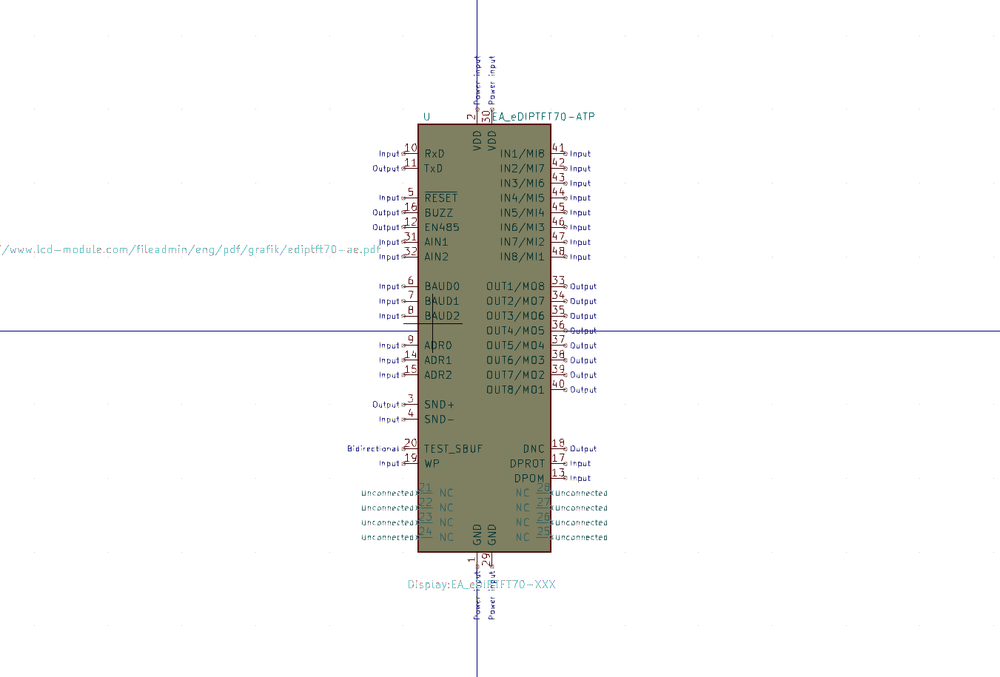 Power input Power input
2 30
U EA_eDIPTFT70-ATP
VDD VDD
Input 10 RxD IN1/MI8 41 Input
Output 11 TxD IN2/MI7 42 Input
IN3/MI6 43 Input
Input 5 RESET IN4/MI5 44 Input
Output 16 BUZZ IN5/MI4 45 Input
Output 12 EN485 IN6/MI3 46 Input
Input 31 AIN1 IN7/MI2 47 Input
/www.lcd-module.com/fileadmin/eng/pdf/grafik/ediptft70-ae.pdf
Input 32 AIN2 IN8/MI1 48 Input
Input 6 BAUD0 OUT1/MO8 33 Output
Input 7 BAUD1 OUT2/MO7 34 Output
Input 8 BAUD2 OUT3/MO6 35 Output
OUT4/MO5 36 Output
Input 9 ADR0 OUT5/MO4 37 Output
Input 14 ADR1 OUT6/MO3 38 Output
Input 15 ADR2 OUT7/MO2 39 Output
OUT8/MO1 40 Output
Output 3 SND+
Input 4 SND-
Bidirectional 20 TEST_SBUF DNC 18 Output
Input 19 WP DPROT 17 Input
DPOM 13 Input
Unconnected 21 NC NC 28 Unconnected
Unconnected 22 NC NC 27 Unconnected
Unconnected 23 NC NC 26 Unconnected
Unconnected 24 NC NC 25 Unconnected
GND GND
1 29
Display:EA_eDIPTFT70-XXX
Power input Power input